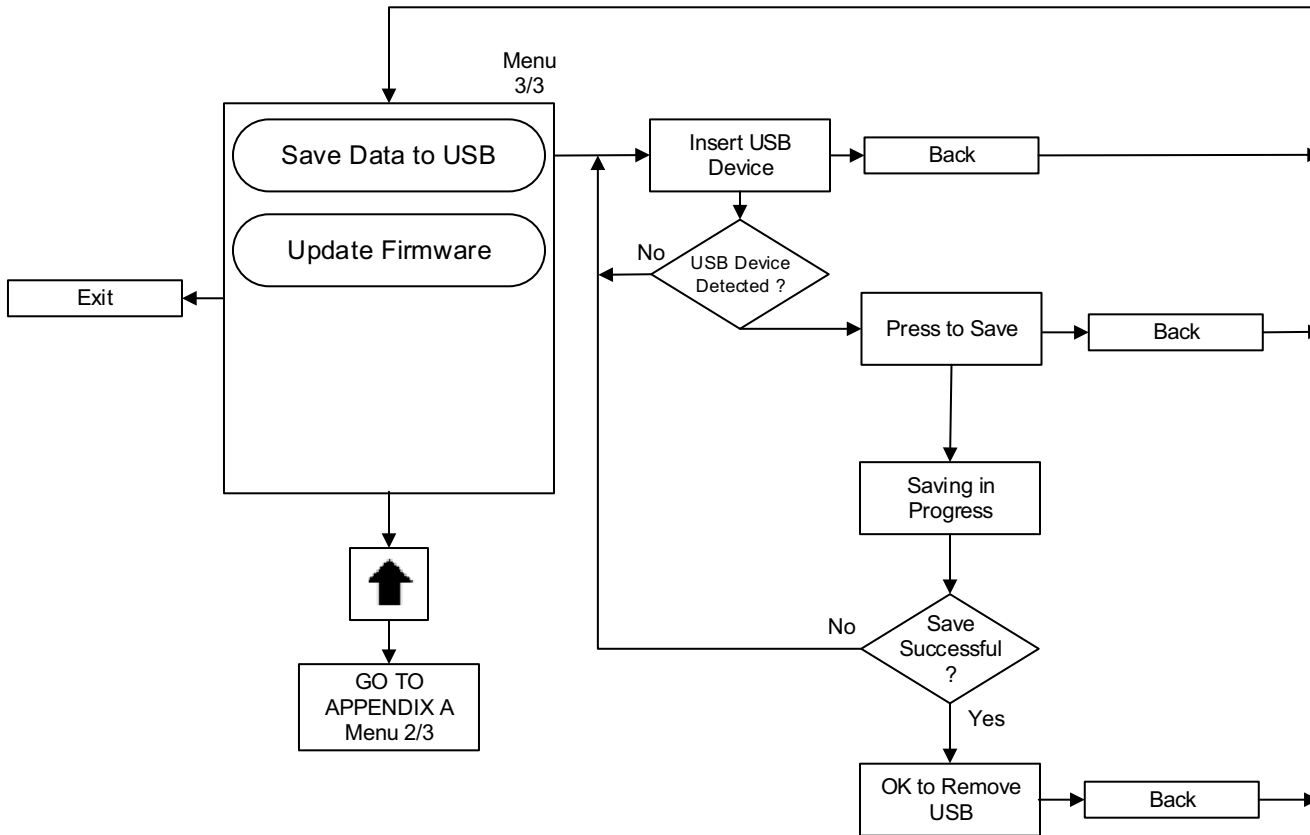 Menu
3/3
Save Data to USB
Insert USB
Device
Back
Update Firmware
No
USB Device
Detected ?
Exit
Press to Save
Back
Saving in
Progress
No
Save
Successful
?
GO TO
APPENDIX A
Menu 2/3
Yes
OK to Remove
USB
Back